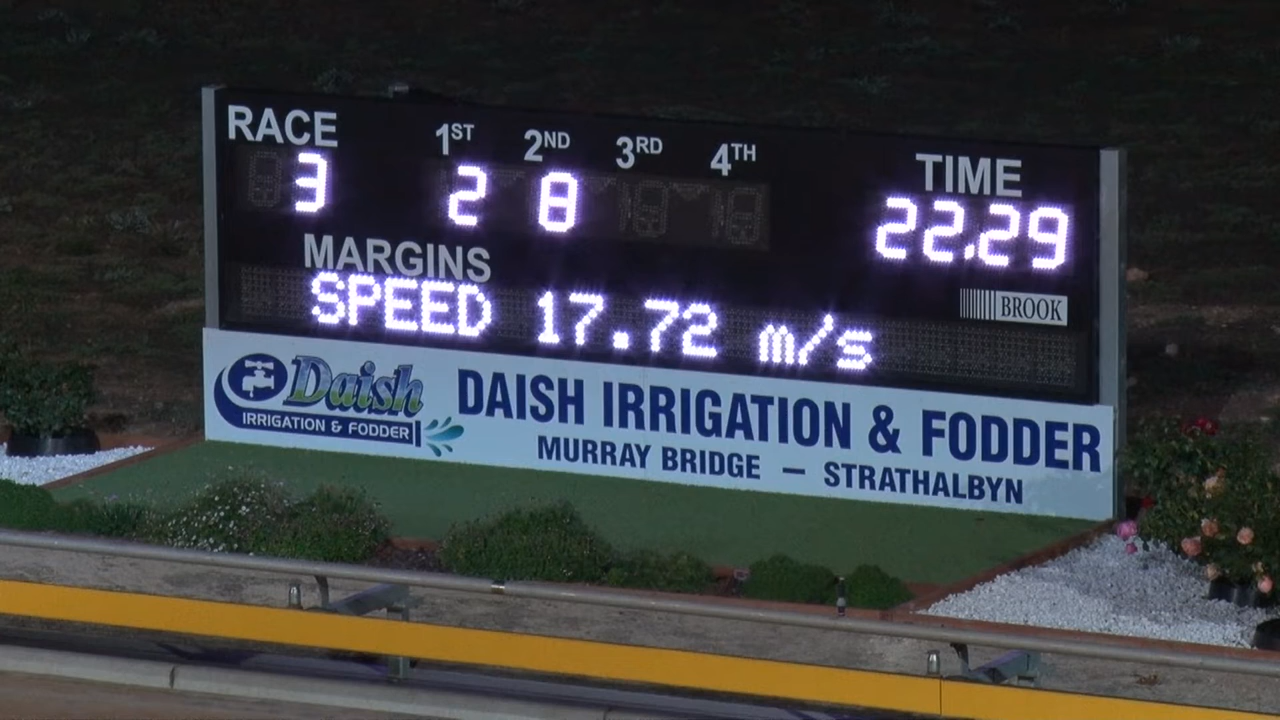 RACE 1ST 2ND 3RD 4TH TIME
3 2 8 22.29
MARGINS
SPEED 17.72 m/s
BROOK
Daish
IRRIGATION & FODDER
DAISH IRRIGATION & FODDER
MURRAY BRIDGE – STRATHALBYN